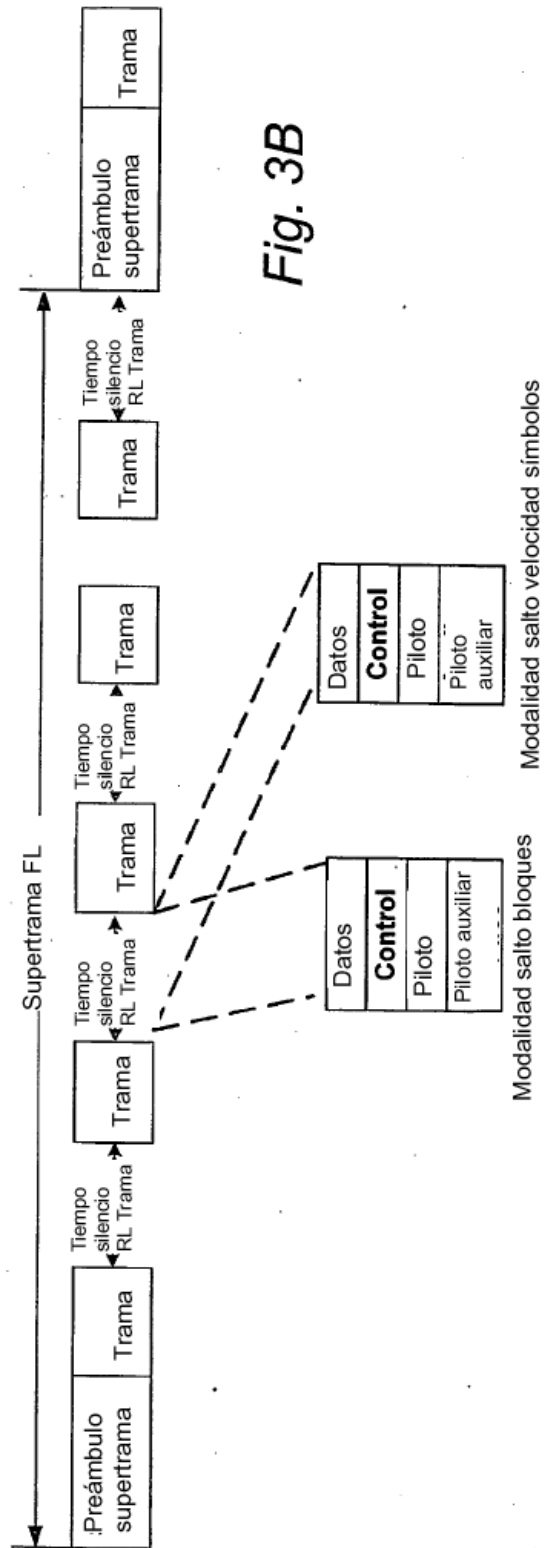 Supertrama FL
:Preámbulo
supertrama
Trama
Tiempo
silencio
RL Trama
Trama
Tiempo
silencio
RL Trama
Trama
Tiempo
silencio
RL Trama
Trama
Trama
Tiempo
silencio
RL Trama
Preámbulo
supertrama
Trama
Datos
Control
Piloto
Piloto auxiliar
Modalidad salto bloques
Datos
Control
Piloto
Piloto
auxiliar
Modalidad salto velocidad símbolos
Fig. 3B